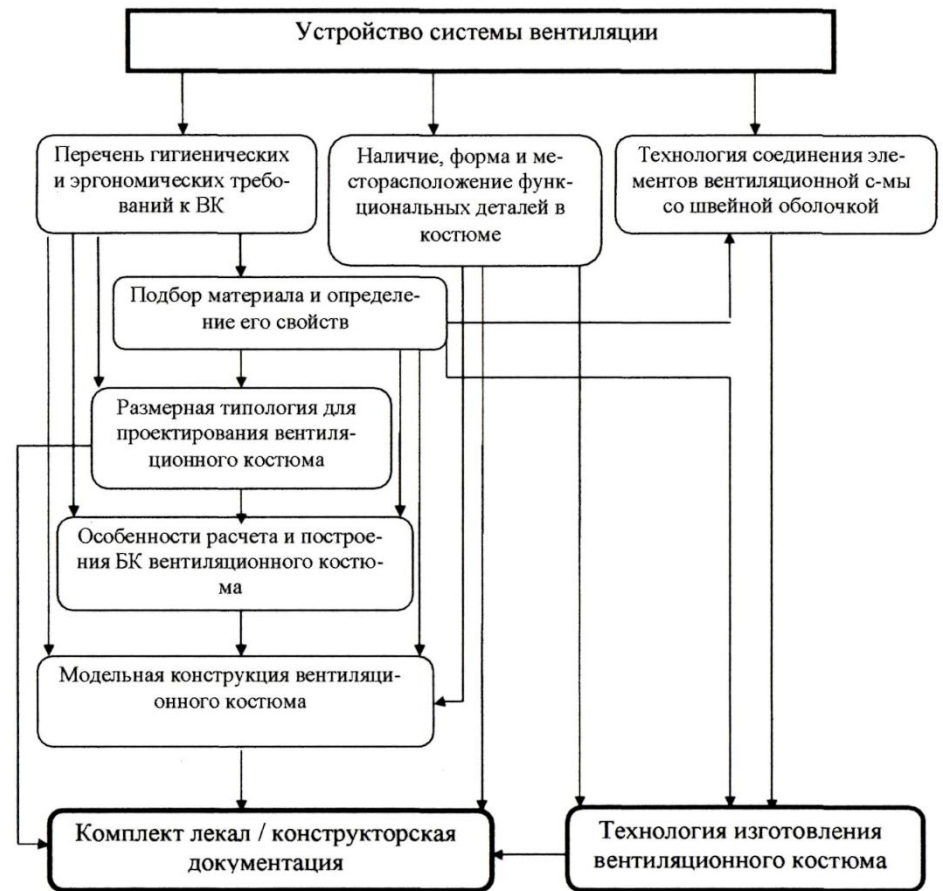 Устройство системы вентиляции
Перечень гигиенических
и эргономических требо-
ваний к ВК
Наличие, форма и ме-
сторасположение функ-
циональных деталей в
костюме
Технология соединения эле-
ментов вентиляционной с-мы
со швейной оболочкой
Подбор материала и определе-
ние его свойств
Размерная типология для
проектирования вентиля-
ционного костюма
Особенности расчета и построе-
ния БК вентиляционного костю-
ма
Модельная конструкция вентиляци-
онного костюма
Комплект лекал / конструкторская
документация
Технология изготовления
вентиляционного костюма